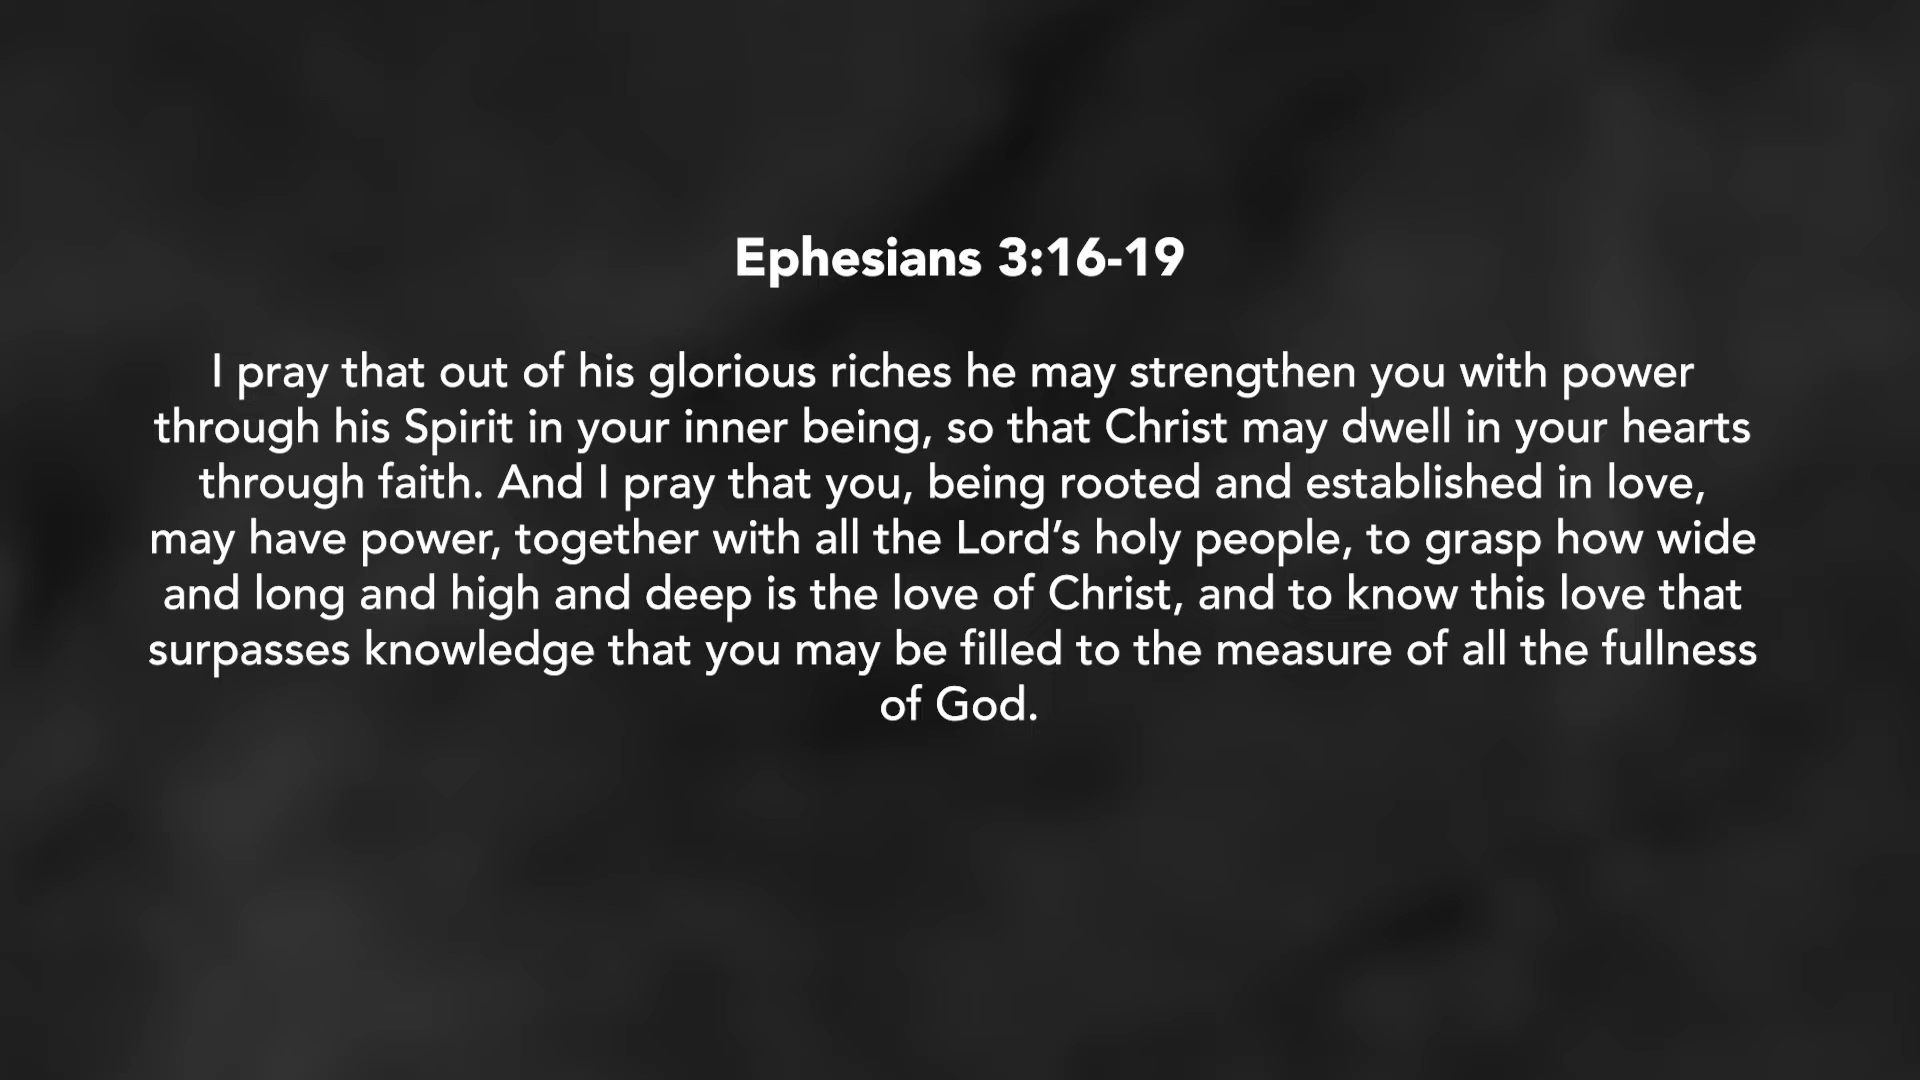 Ephesians 3:16-19
I pray that out of his glorious riches he may strengthen you with power
through his Spirit in your inner being, so that Christ may dwell in your hearts
through faith. And I pray that you, being rooted and established in love,
may have power, together with all the Lord’s holy people, to grasp how wide
and long and high and deep is the love of Christ, and to know this love that
surpasses knowledge that you may be filled to the measure of all the fullness
of God.